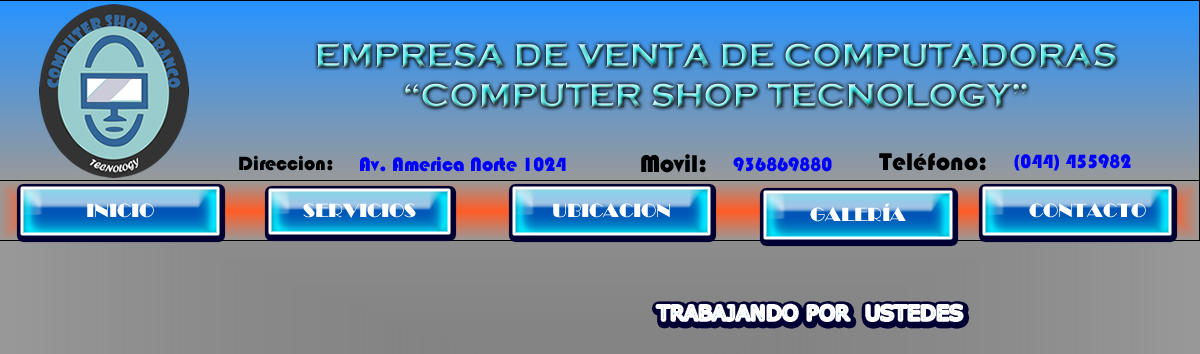 COMPUTER SHOP FRANCO
TECNOLOGY
EMPRESA DE VENTA DE COMPUTADORAS
“COMPUTER SHOP TECNOLOGY”
Direccion: Av. America Norte 1024 Movil: 936869880 Teléfono: (044) 455982
INICIO SERVICIOS UBICACION GALERÍA CONTACTO
TRABAJANDO POR USTEDES